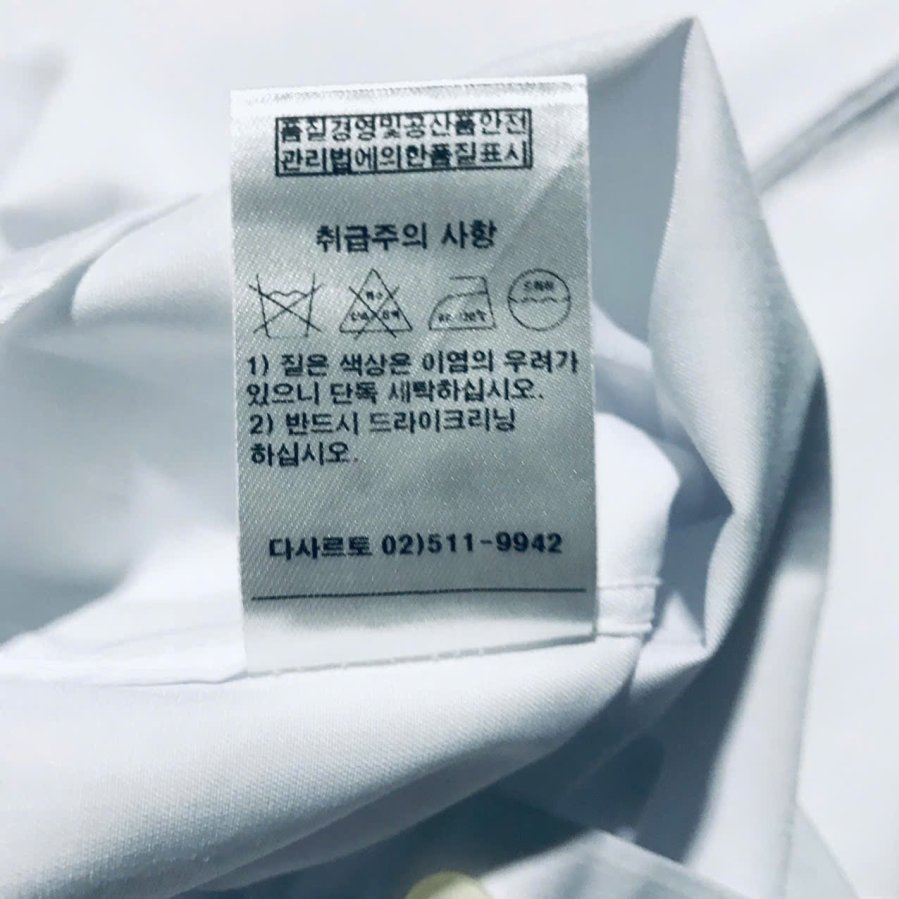 품질경영및공산품안전
관리법에의한품질표시
취급주의 사항
드라이
1) 짙은 색상은 이염의 우려가
있으니 단독 세탁하십시오.
2) 반드시 드라이크리닝
하십시오.
다사르토 02)511-9942